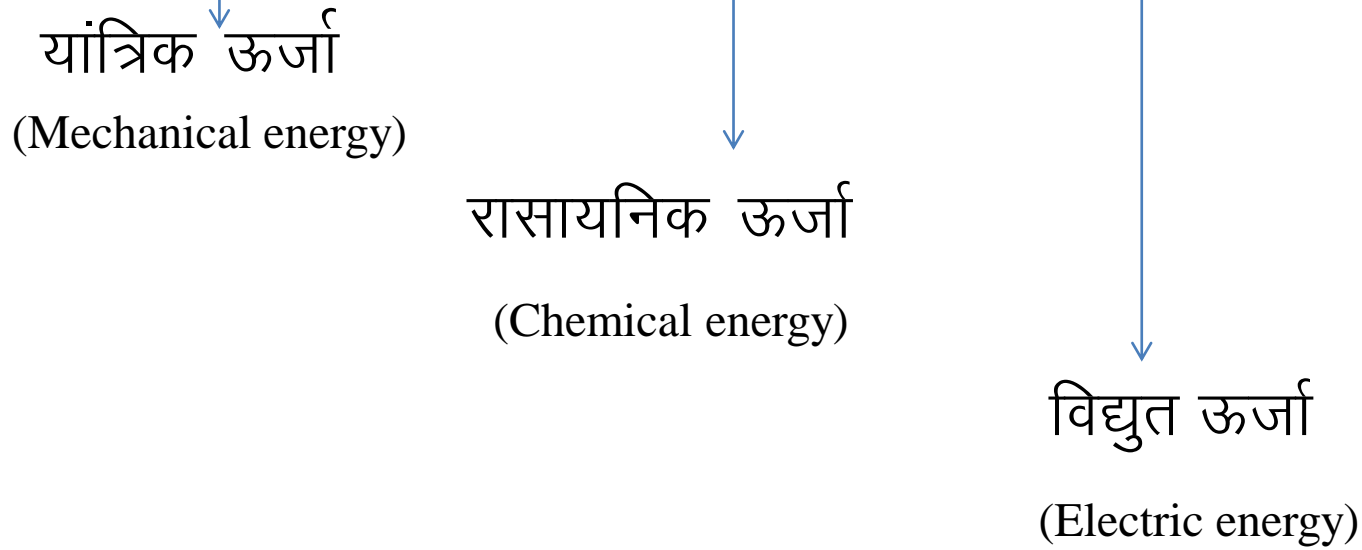 यांत्रिक ऊर्जा
(Mechanical energy)
रासायनिक ऊर्जा
(Chemical energy)
विद्युत ऊर्जा
(Electric energy)